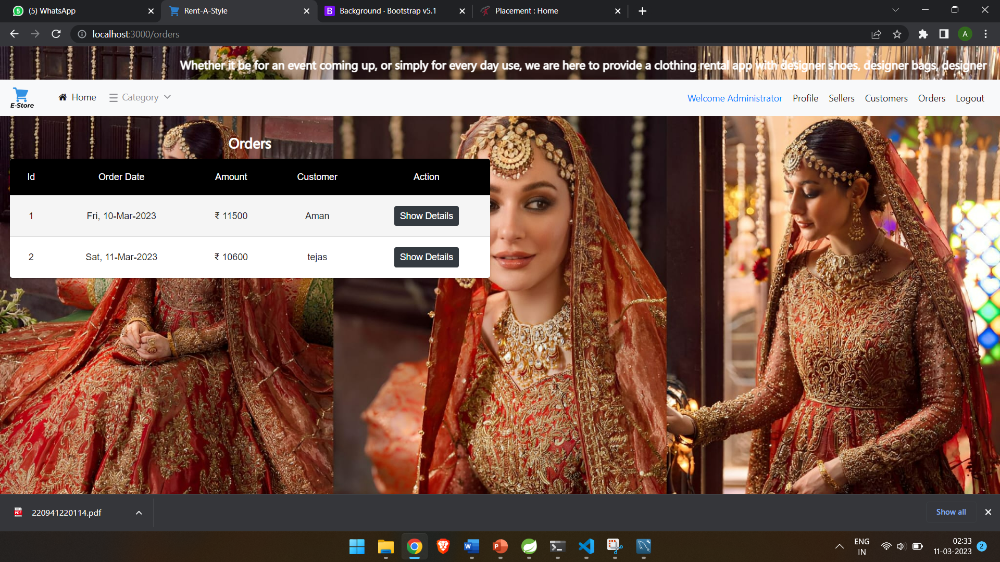 (5) WhatsApp
Rent-A-Style
Background · Bootstrap v5.1
Placement : Home
localhost:3000/orders
A
Whether it be for an event coming up, or simply for every day use, we are here to provide a clothing rental app with designer shoes, designer bags, designer
E-Store
Home
Category
Welcome Administrator
Profile
Sellers
Customers
Orders
Logout
Orders
Id Order Date Amount Customer Action
1 Fri, 10-Mar-2023 ₹ 11500 Aman Show Details
2 Sat, 11-Mar-2023 ₹ 10600 tejas Show Details
220941220114.pdf
Show all
ENG
IN
02:33
11-03-2023
2